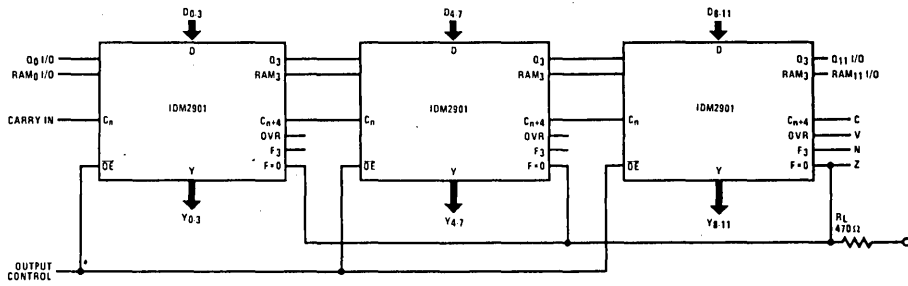 D0-3 D4-7 D8-11
D D D
Q0 I/O Q3 Q3 Q3 Q11 I/O
RAM0 I/O RAM3 RAM3 RAM3 RAM11 I/O
IDM2901 IDM2901 IDM2901
CARRY IN Cn Cn+4 Cn Cn+4 Cn Cn+4 C
OVR OVR OVR V
F3 F3 F3 N
OE Y F=0 OE Y F=0 OE Y F=0 Z
Y0-3 Y4-7 Y8-11
RL
470Ω
OUTPUT
CONTROL